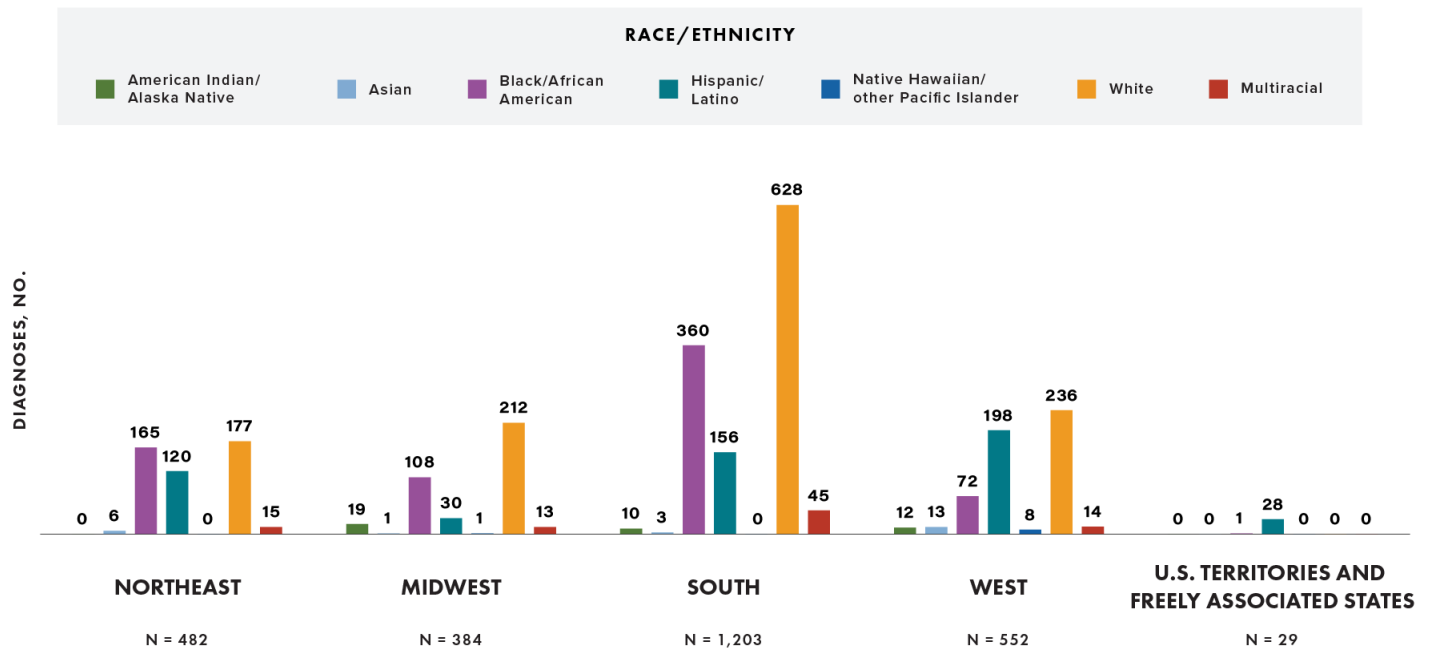 RACE/ETHNICITY
American Indian/
Alaska Native
Asian
Black/African
American
Hispanic/
Latino
Native Hawaiian/
other Pacific Islander
White
Multiracial
DIAGNOSES, NO.
0 6 165 120 0 177 15
19 1 108 30 1 212 13
10 3 360 156 0 628 45
12 13 72 198 8 236 14
0 0 1 28 0 0 0
NORTHEAST
MIDWEST
SOUTH
WEST
U.S. TERRITORIES AND
FREELY ASSOCIATED STATES
N = 482
N = 384
N = 1,203
N = 552
N = 29